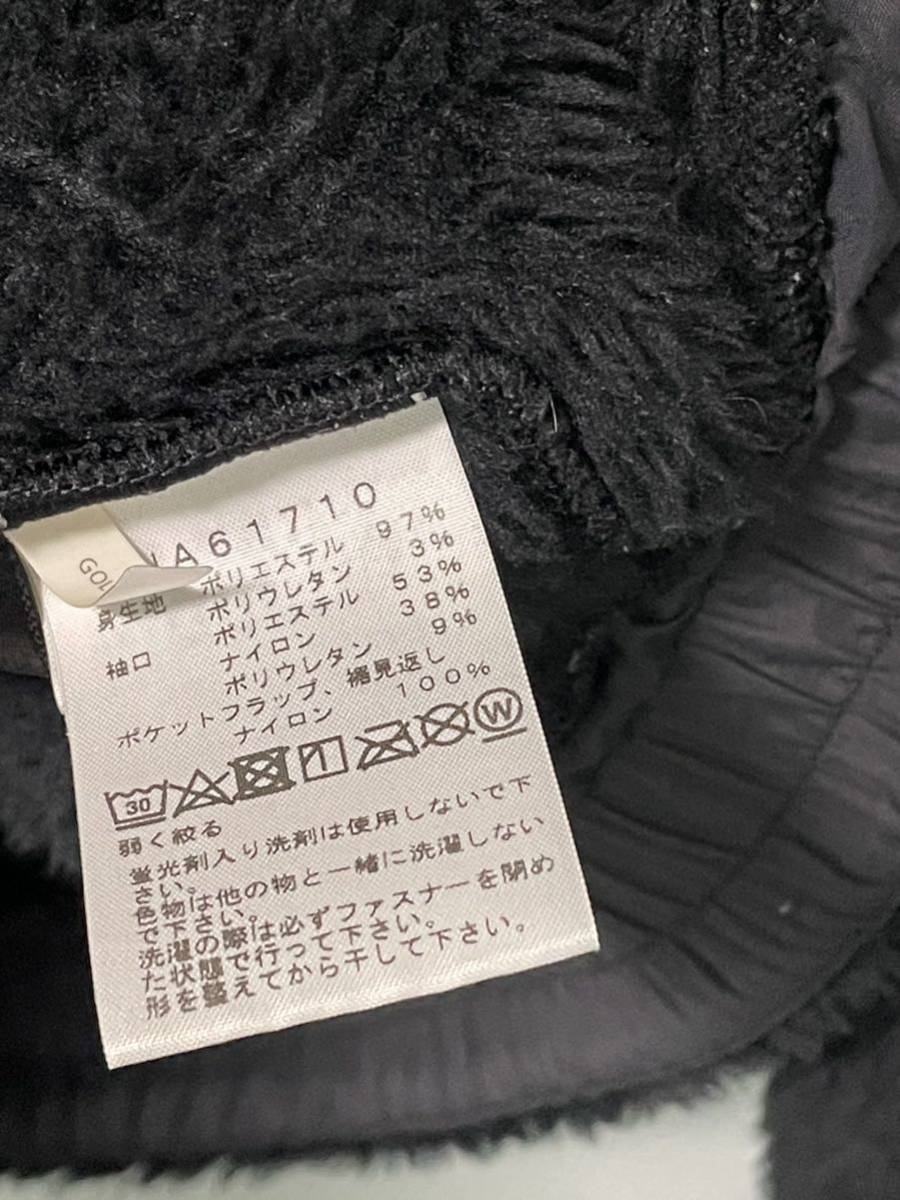 GOL
A61710
身生地 ポリエステル 97%
ポリウレタン 3%
袖口 ポリエステル 53%
ナイロン 38%
ポリウレタン 9%
ポケットフラップ、裾見返し
ナイロン 100%
30
W
弱く絞る
蛍光剤入り洗剤は使用しないで下
さい。
色物は他の物と一緒に洗濯しない
で下さい。
洗濯の際は必ずファスナーを閉め
た状態で行って下さい。
形を整えてから干して下さい。